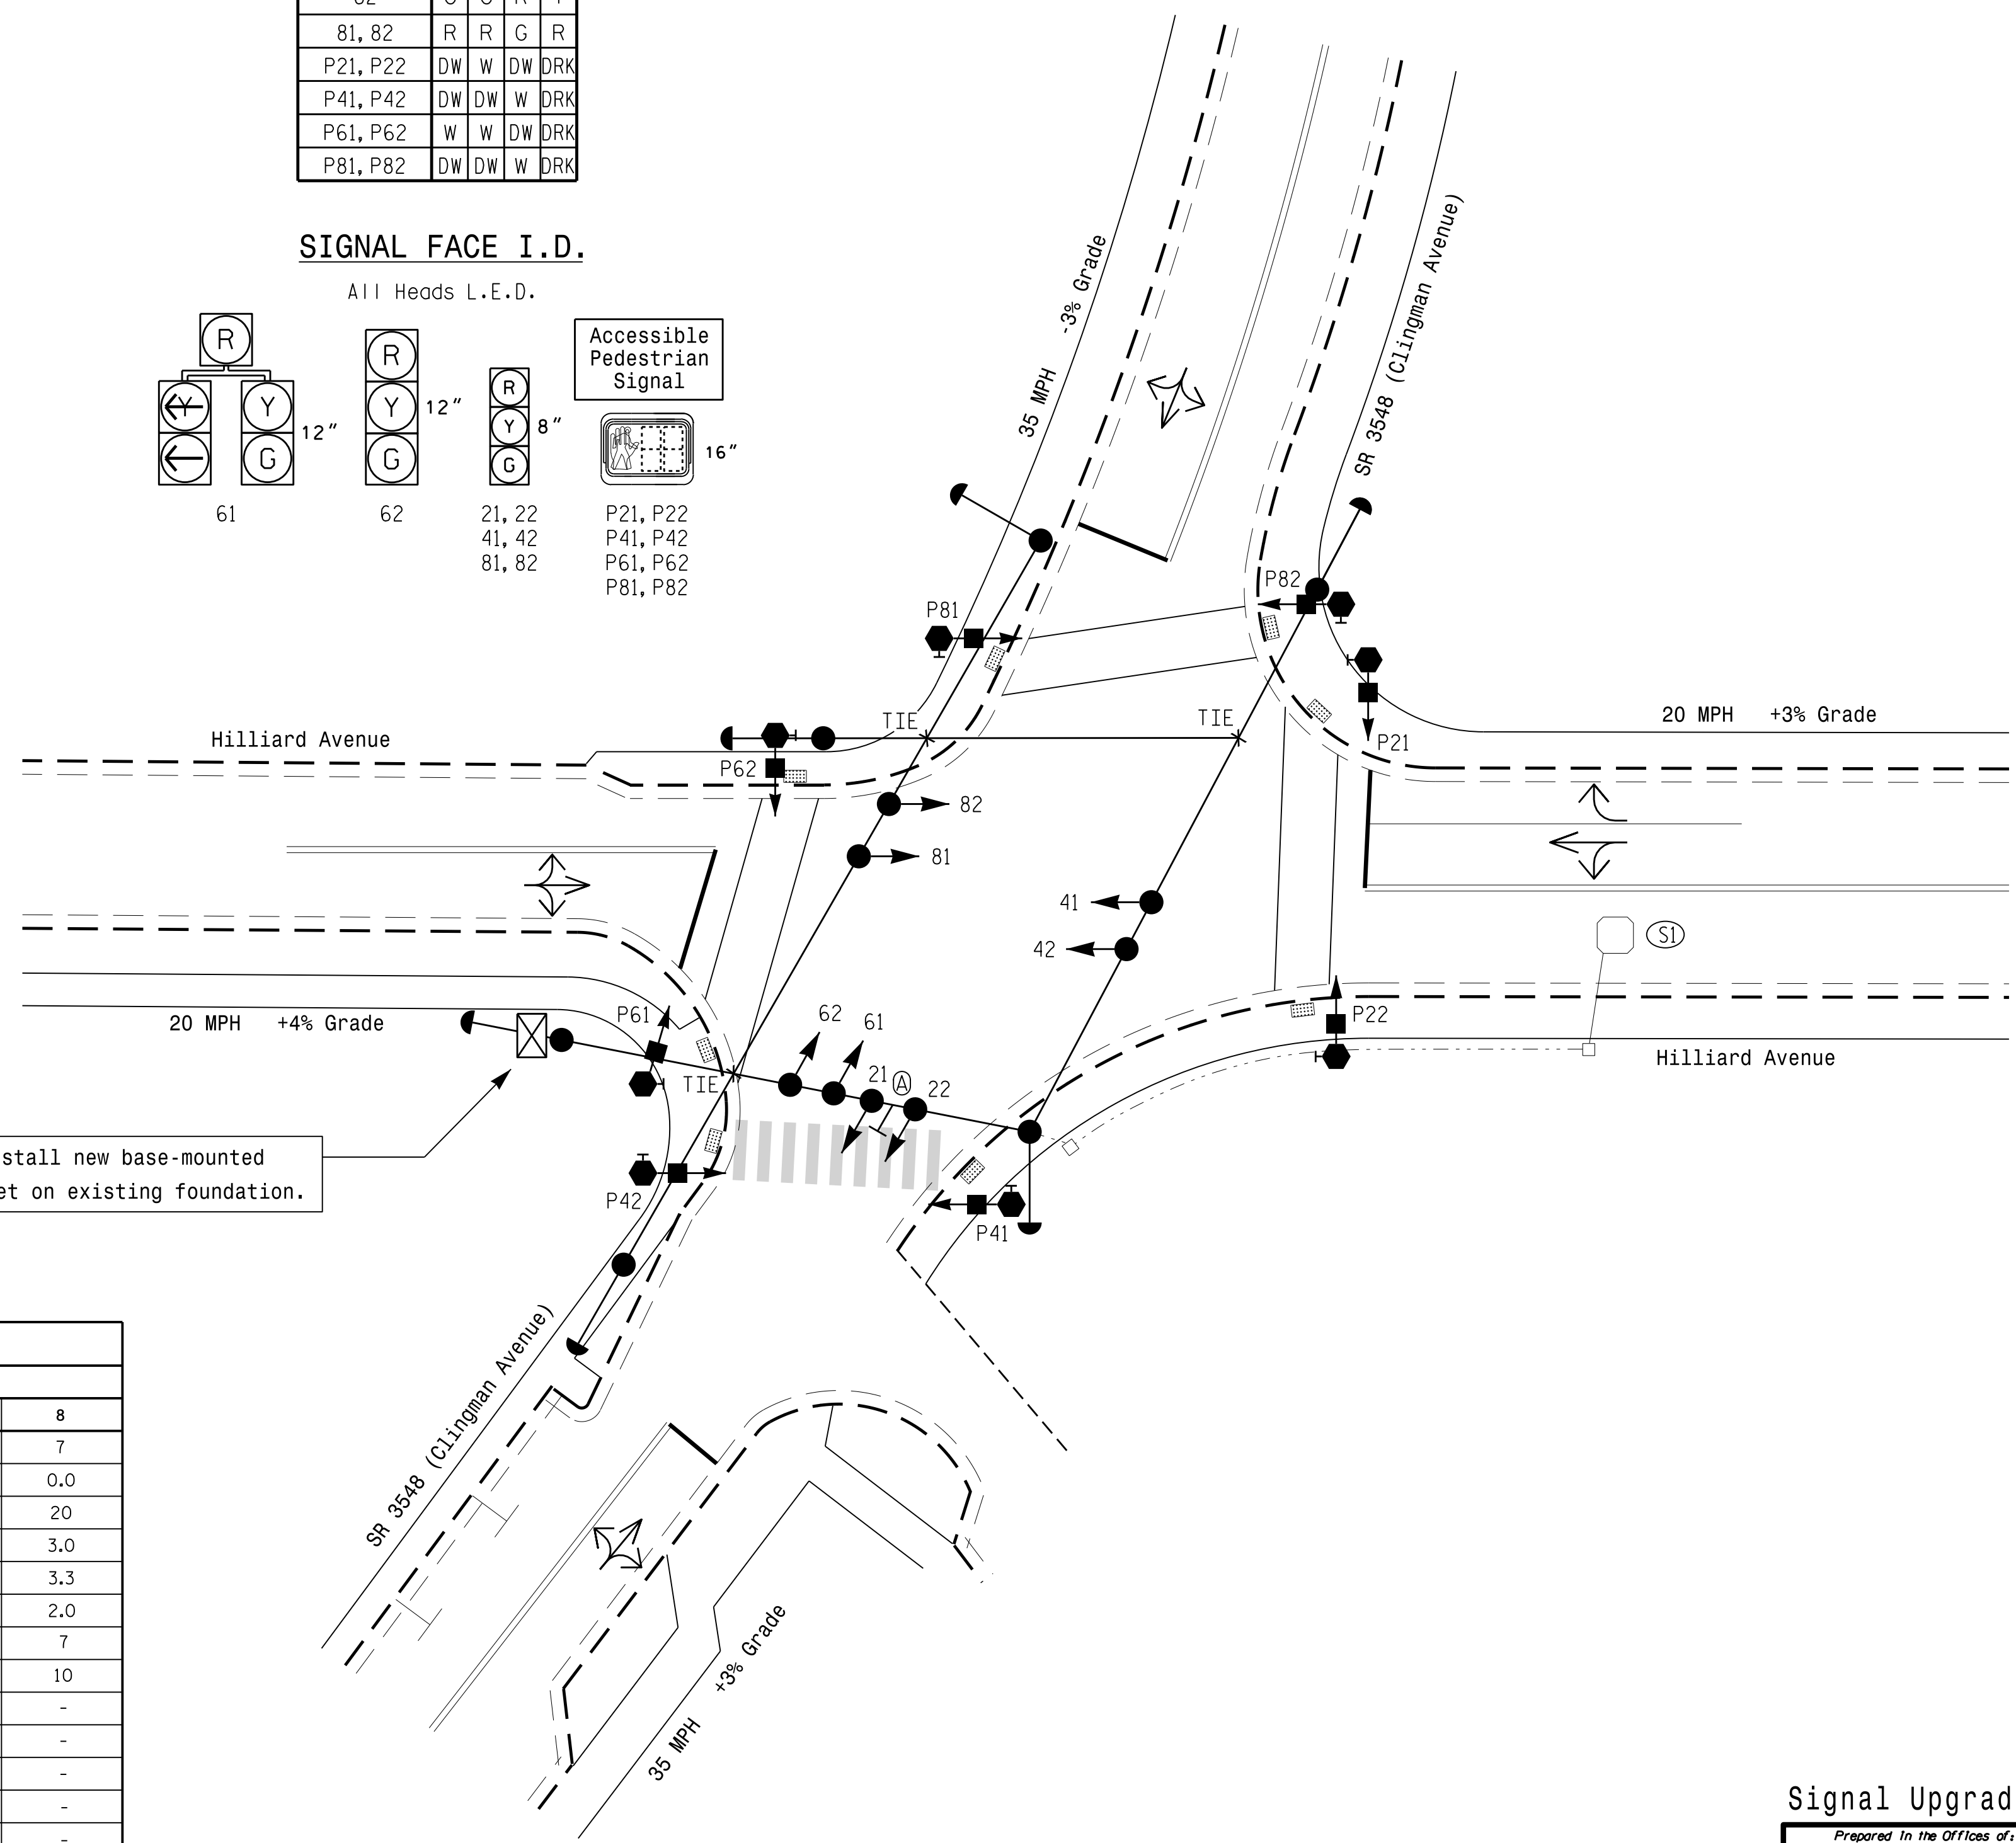 81, 82 R R G R
P21, P22 DW W DW DRK
P41, P42 DW DW W DRK
P61, P62 W W DW DRK
P81, P82 DW DW W DRK
SIGNAL FACE I.D.
All Heads L.E.D.
R
Y Y
G
12"
61
R
Y
G
12"
62
R
Y
G
8"
21, 22
41, 42
81, 82
Accessible
Pedestrian
Signal
16"
P21, P22
P41, P42
P61, P62
P81, P82
35 MPH -3% Grade
SR 3548 (Clingman Avenue)
P82
P81
TIE
TIE
P21
20 MPH +3% Grade
Hilliard Avenue
P62
82
81
41
42
S1
20 MPH +4% Grade
P61
62
61
21
A
22
P22
Hilliard Avenue
TIE
stall new base-mounted
et on existing foundation.
P42
P41
SR 3548 (Clingman Avenue)
35 MPH +3% Grade
8
7
0.0
20
3.0
3.3
2.0
7
10
-
-
-
-
-
Signal Upgrad
Prepared in the Offices of: